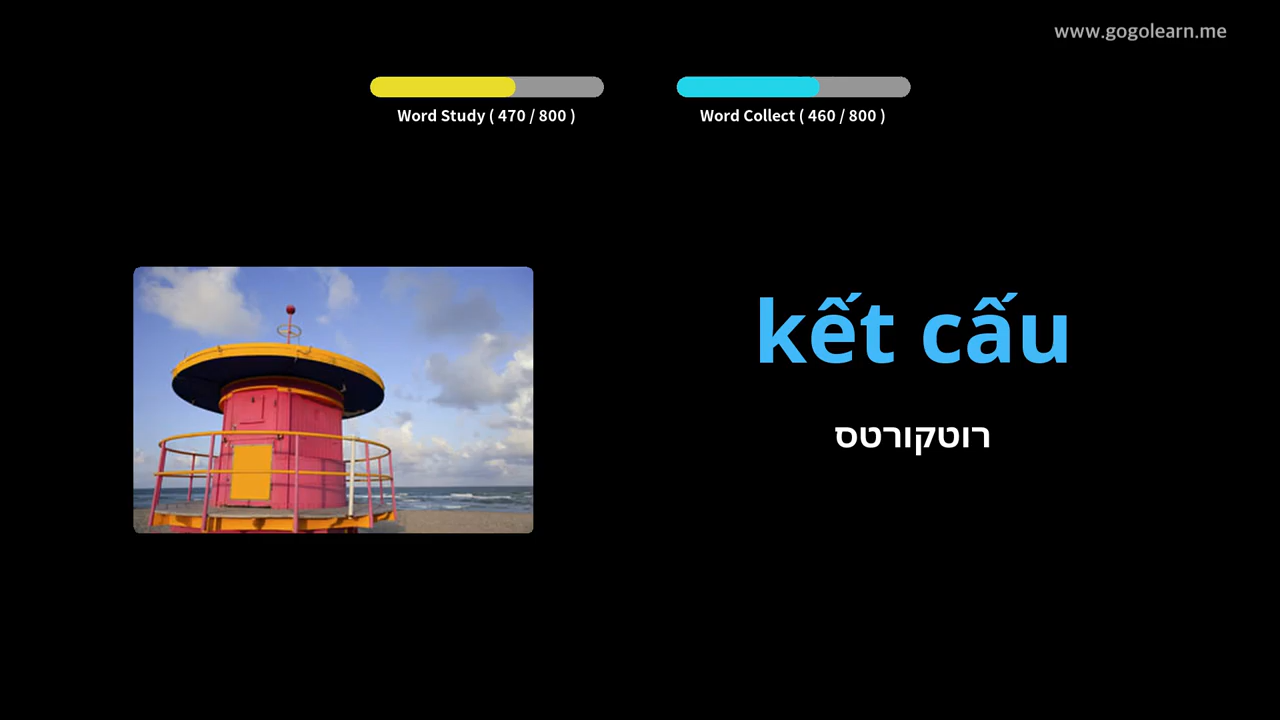 www.gogolearn.me
Word Study ( 470 / 800 )
Word Collect ( 460 / 800 )
kết cấu
רוטקורטס